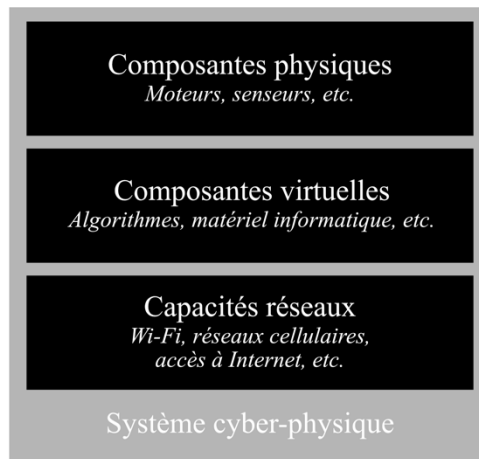 Composantes physiques
Moteurs, senseurs, etc.
Composantes virtuelles
Algorithmes, matériel informatique, etc.
Capacités réseaux
Wi-Fi, réseaux cellulaires,
accès à Internet, etc.
Système cyber-physique